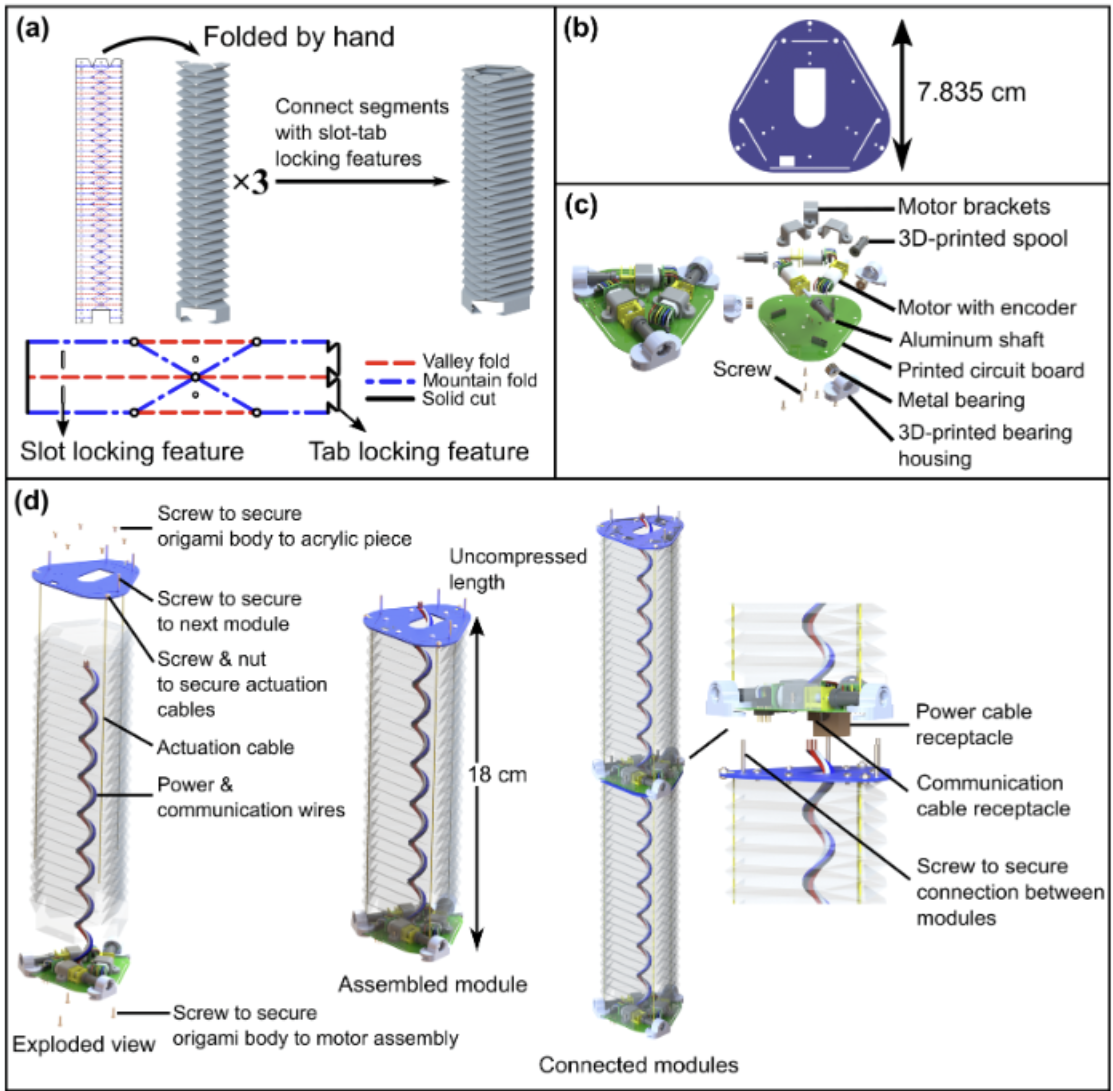 (a)
Folded by hand
Connect segments
with slot-tab
locking features
×3
Valley fold
Mountain fold
Solid cut
Slot locking feature
Tab locking feature
(b)
7.835 cm
(c)
Motor brackets
3D-printed spool
Motor with encoder
Aluminum shaft
Printed circuit board
Screw
Metal bearing
3D-printed bearing
housing
(d)
Screw to secure
origami body to acrylic piece
Screw to secure
to next module
Screw & nut
to secure actuation
cables
Actuation cable
Power &
communication wires
Screw to secure
origami body to motor assembly
Exploded view
Uncompressed
length
18 cm
Assembled module
Connected modules
Power cable
receptacle
Communication
cable receptacle
Screw to secure
connection between
modules